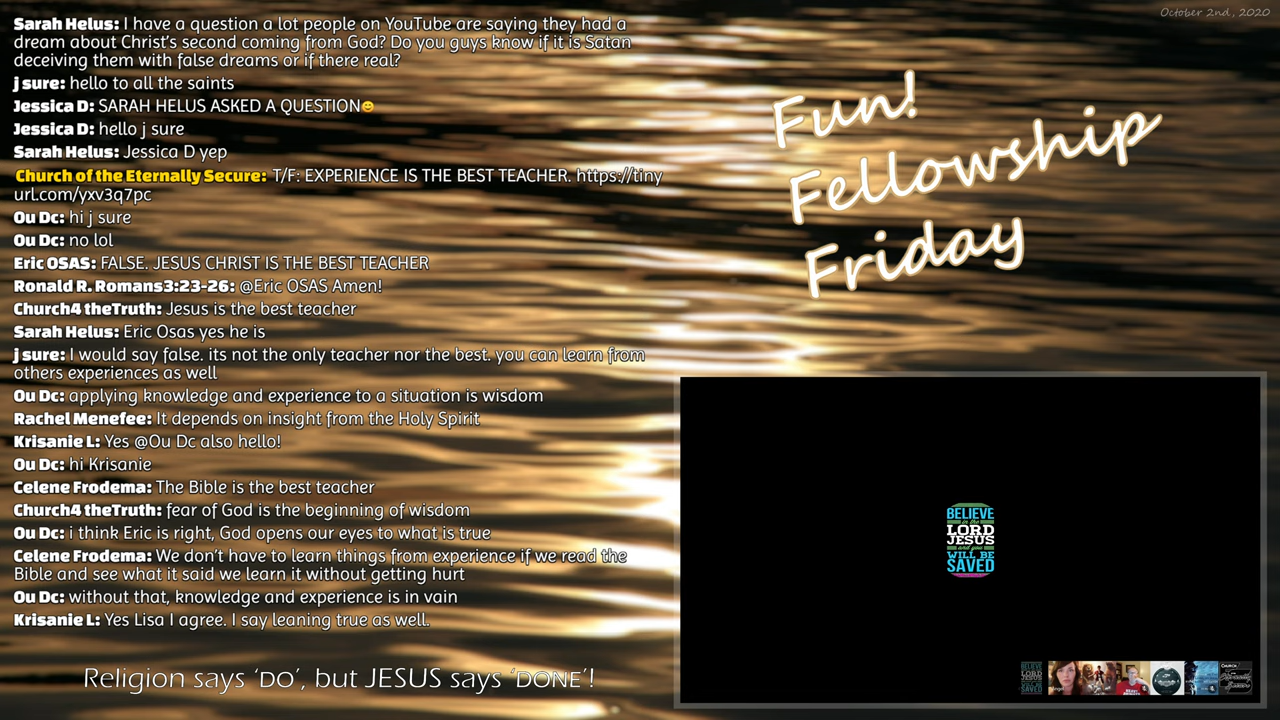 October 2nd, 2020
Sarah Helus: I have a question a lot people on YouTube are saying they had a
dream about Christ's second coming from God? Do you guys know if it is Satan
deceiving them with false dreams or if there real?
j sure: hello to all the saints
Jessica D: SARAH HELUS ASKED A QUESTION😊
Jessica D: hello j sure
Sarah Helus: Jessica D yep
Church of the Eternally Secure: T/F: EXPERIENCE IS THE BEST TEACHER. https://tiny
url.com/yxv3q7pc
Ou Dc: hi j sure
Ou Dc: no lol
Eric OSAS: FALSE. JESUS CHRIST IS THE BEST TEACHER
Ronald R. Romans3:23-26: @Eric OSAS Amen!
Church4 theTruth: Jesus is the best teacher
Sarah Helus: Eric Osas yes he is
j sure: I would say false. its not the only teacher nor the best. you can learn from
others experiences as well
Ou Dc: applying knowledge and experience to a situation is wisdom
Rachel Menefee: It depends on insight from the Holy Spirit
Krisanie L: Yes @Ou Dc also hello!
Ou Dc: hi Krisanie
Celene Frodema: The Bible is the best teacher
Church4 theTruth: fear of God is the beginning of wisdom
Ou Dc: i think Eric is right, God opens our eyes to what is true
Celene Frodema: We don't have to learn things from experience if we read the
Bible and see what it said we learn it without getting hurt
Ou Dc: without that, knowledge and experience is in vain
Krisanie L: Yes Lisa I agree. I say leaning true as well.
Religion says 'DO', but JESUS says 'DONE'!
Fun!
Fellowship
Friday
BELIEVE
in the
LORD
JESUS
and you
WILL BE
SAVED